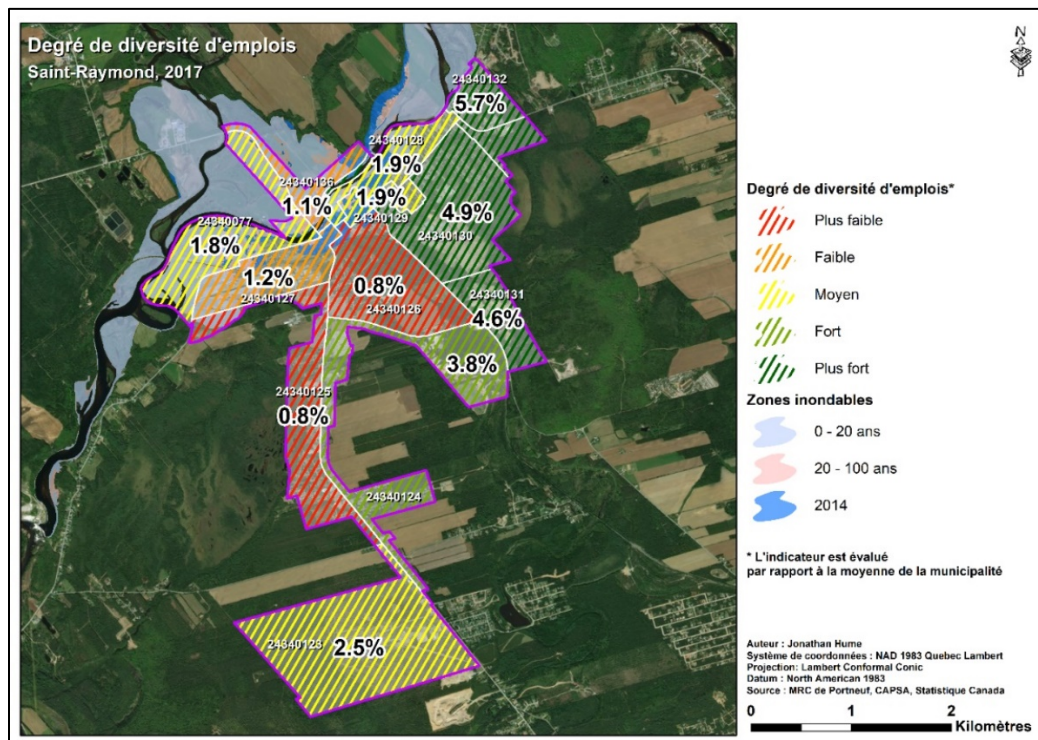 Degré de diversité d'emplois
Saint-Raymond, 2017
N
24340132
5.7%
24340128
1.9%
24340136
1.1%
1.9%
24340129
4.9%
24340130
24340077
1.8%
1.2%
24340127
0.8%
24340126
24340131
4.6%
3.8%
24340125
0.8%
24340124
24340123
2.5%
Degré de diversité d'emplois*
Plus faible
Faible
Moyen
Fort
Plus fort
Zones inondables
0 - 20 ans
20 - 100 ans
2014
* L'indicateur est évalué
par rapport à la moyenne de la municipalité
Auteur : Jonathan Hume
Système de coordonnées : NAD 1983 Quebec Lambert
Projection: Lambert Conformal Conic
Datum : North American 1983
Source : MRC de Portneuf, CAPSA, Statistique Canada
0 1 2
Kilomètres